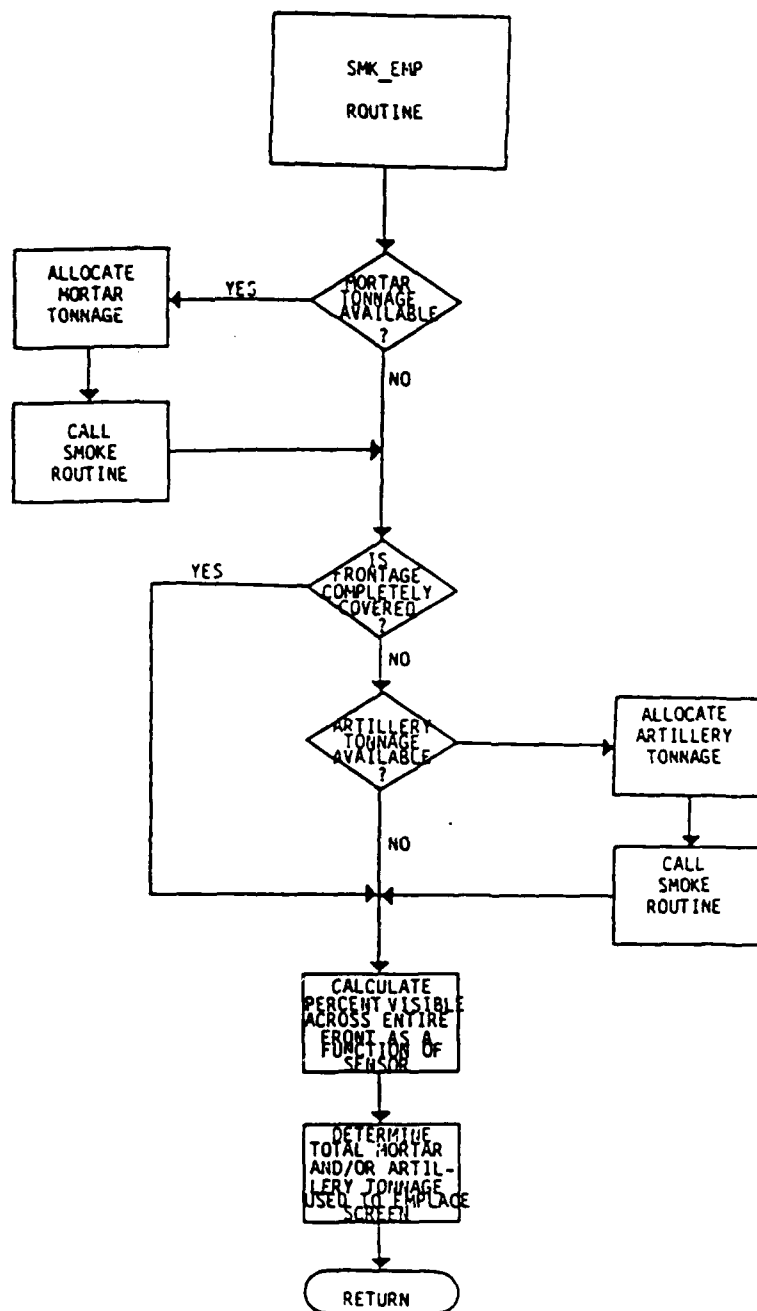 SMK_EMP
ROUTINE
MORTAR
TONNAGE
AVAILABLE
?
YES
ALLOCATE
MORTAR
TONNAGE
NO
CALL
SMOKE
ROUTINE
IS
FRONTAGE
COMPLETELY
COVERED
?
YES
NO
ARTILLERY
TONNAGE
AVAILABLE
?
ALLOCATE
ARTILLERY
TONNAGE
NO
CALL
SMOKE
ROUTINE
CALCULATE
PERCENT VISIBLE
ACROSS ENTIRE
FRONT AS A
FUNCTION OF
SENSOR
DETERMINE
TOTAL MORTAR
AND/OR ARTIL-
LERY TONNAGE
USED TO EMPLACE
SCREEN
RETURN